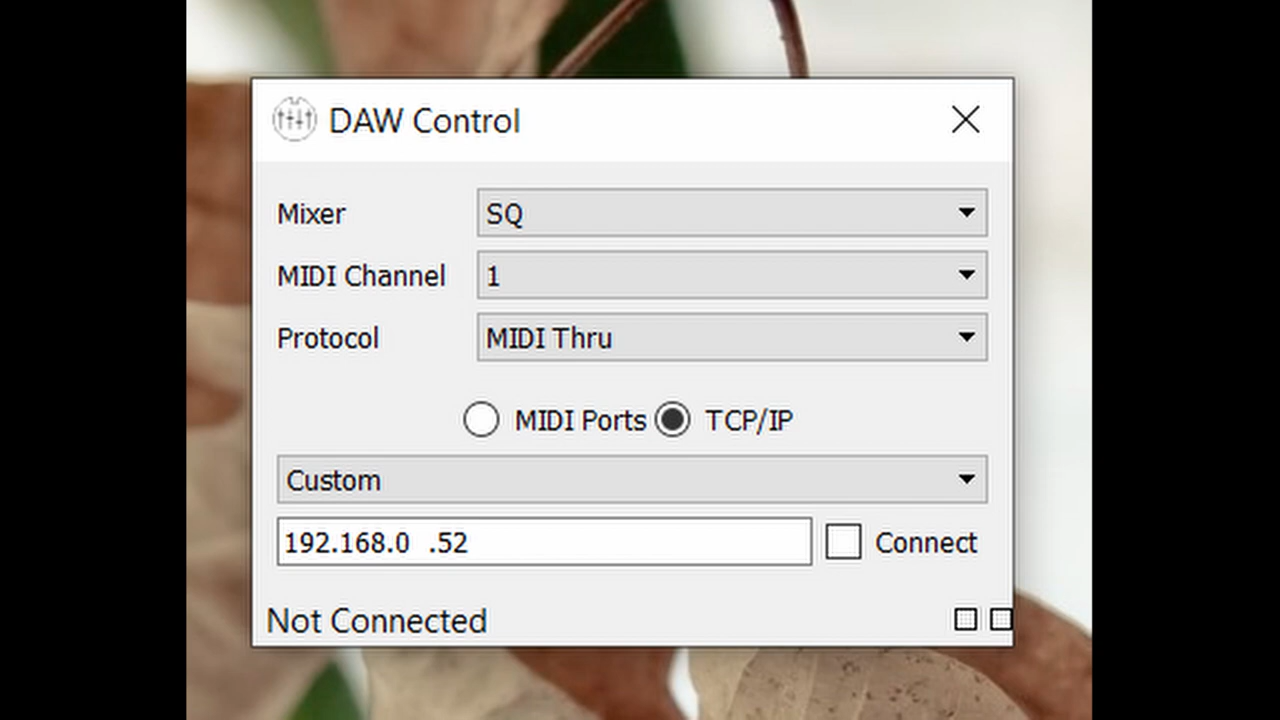 DAW Control
Mixer SQ
MIDI Channel 1
Protocol MIDI Thru
MIDI Ports TCP/IP
Custom
192.168.0 .52 Connect
Not Connected